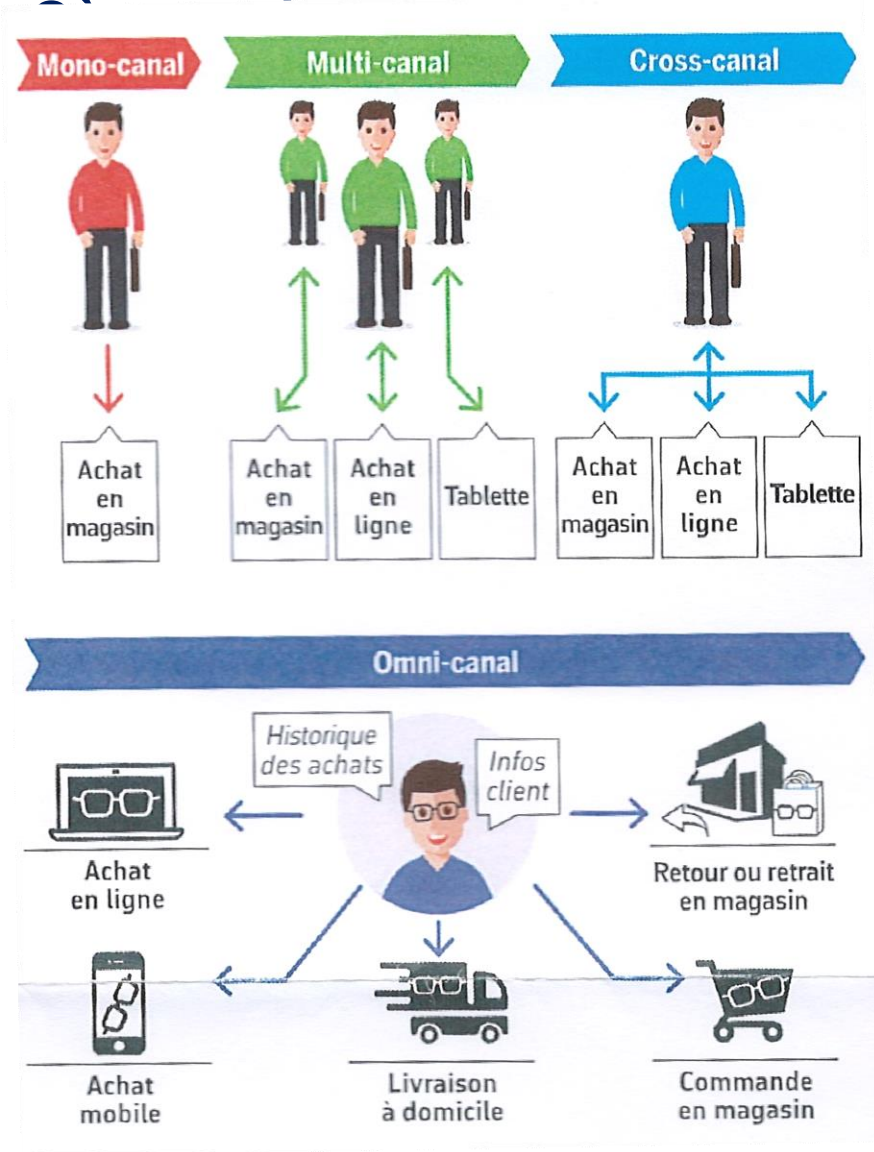 Mono-canal
Multi-canal
Cross-canal
Achat
en
magasin
Achat
en
magasin
Achat
en
ligne
Tablette
Achat
en
magasin
Achat
en
ligne
Tablette
Omni-canal
Historique
des achats
Infos
client
Achat
en ligne
Retour ou retrait
en magasin
Achat
mobile
Livraison
à domicile
Commande
en magasin